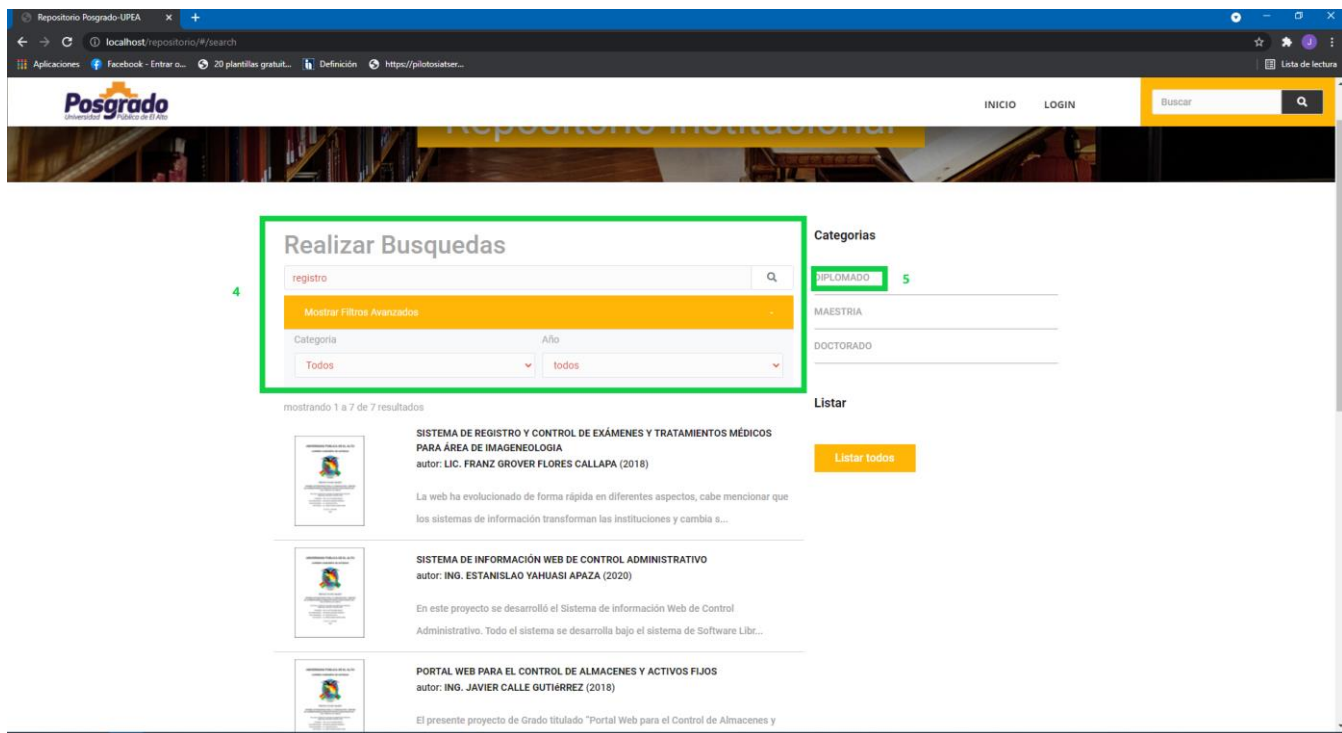 Repositorio Posgrado-UPEA
localhost/repositorio/#/search
Aplicaciones Facebook - Entrar o... 20 plantillas gratuit... Definición https://pilotosiatser... Lista de lectura
Posgrado
Universidad Público de El Alto
INICIO LOGIN Buscar
Repositorio Institucional
Realizar Busquedas
registro
4
Mostrar Filtros Avanzados
Categoria Año
Todos todos
mostrando 1 a 7 de 7 resultados
SISTEMA DE REGISTRO Y CONTROL DE EXÁMENES Y TRATAMIENTOS MÉDICOS
PARA ÁREA DE IMAGENEOLOGIA
autor: LIC. FRANZ GROVER FLORES CALLAPA (2018)
La web ha evolucionado de forma rápida en diferentes aspectos, cabe mencionar que
los sistemas de información transforman las instituciones y cambia s...
SISTEMA DE INFORMACIÓN WEB DE CONTROL ADMINISTRATIVO
autor: ING. ESTANISLAO YAHUASI APAZA (2020)
En este proyecto se desarrolló el Sistema de información Web de Control
Administrativo. Todo el sistema se desarrolla bajo el sistema de Software Libr...
PORTAL WEB PARA EL CONTROL DE ALMACENES Y ACTIVOS FIJOS
autor: ING. JAVIER CALLE GUTIéRREZ (2018)
El presente proyecto de Grado titulado "Portal Web para el Control de Almacenes y
Categorias
DIPLOMADO 5
MAESTRIA
DOCTORADO
Listar
Listar todos